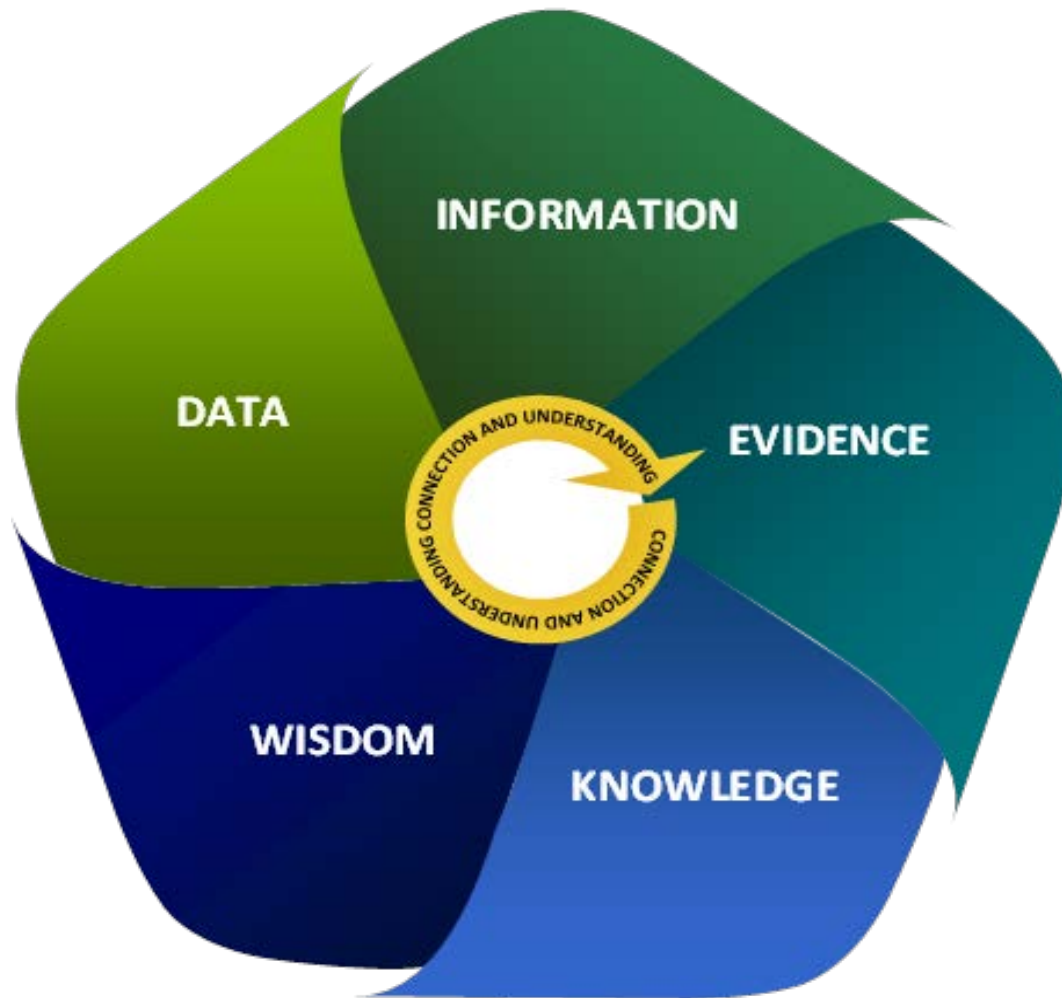 INFORMATION
DATA
EVIDENCE
WISDOM
KNOWLEDGE
CONNECTION AND UNDERSTANDING
CONNECTION AND UNDERSTANDING